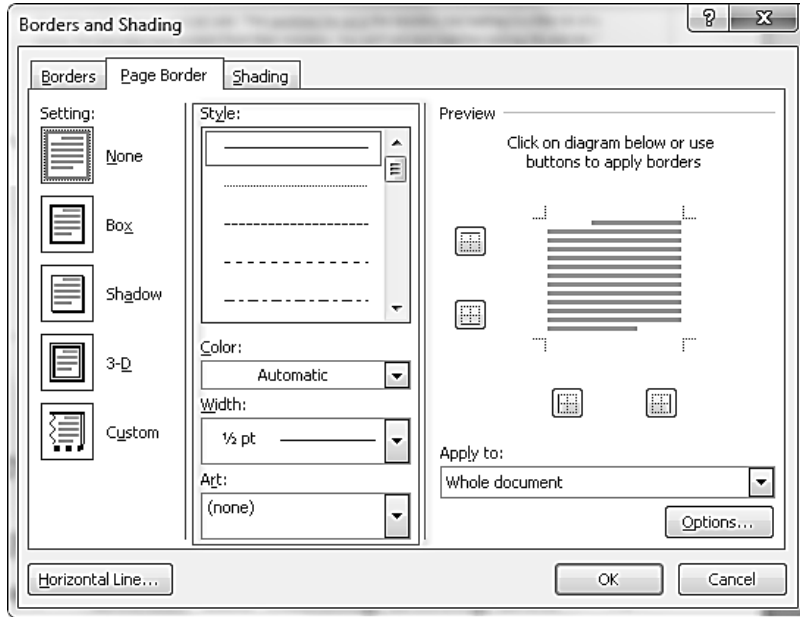 Borders and Shading
Borders
Page Border
Shading
Setting:
None
Box
Shadow
3-D
Custom
Style:
Color:
Automatic
Width:
½ pt
Art:
(none)
Preview
Click on diagram below or use
buttons to apply borders
Apply to:
Whole document
Options...
Horizontal Line...
OK
Cancel